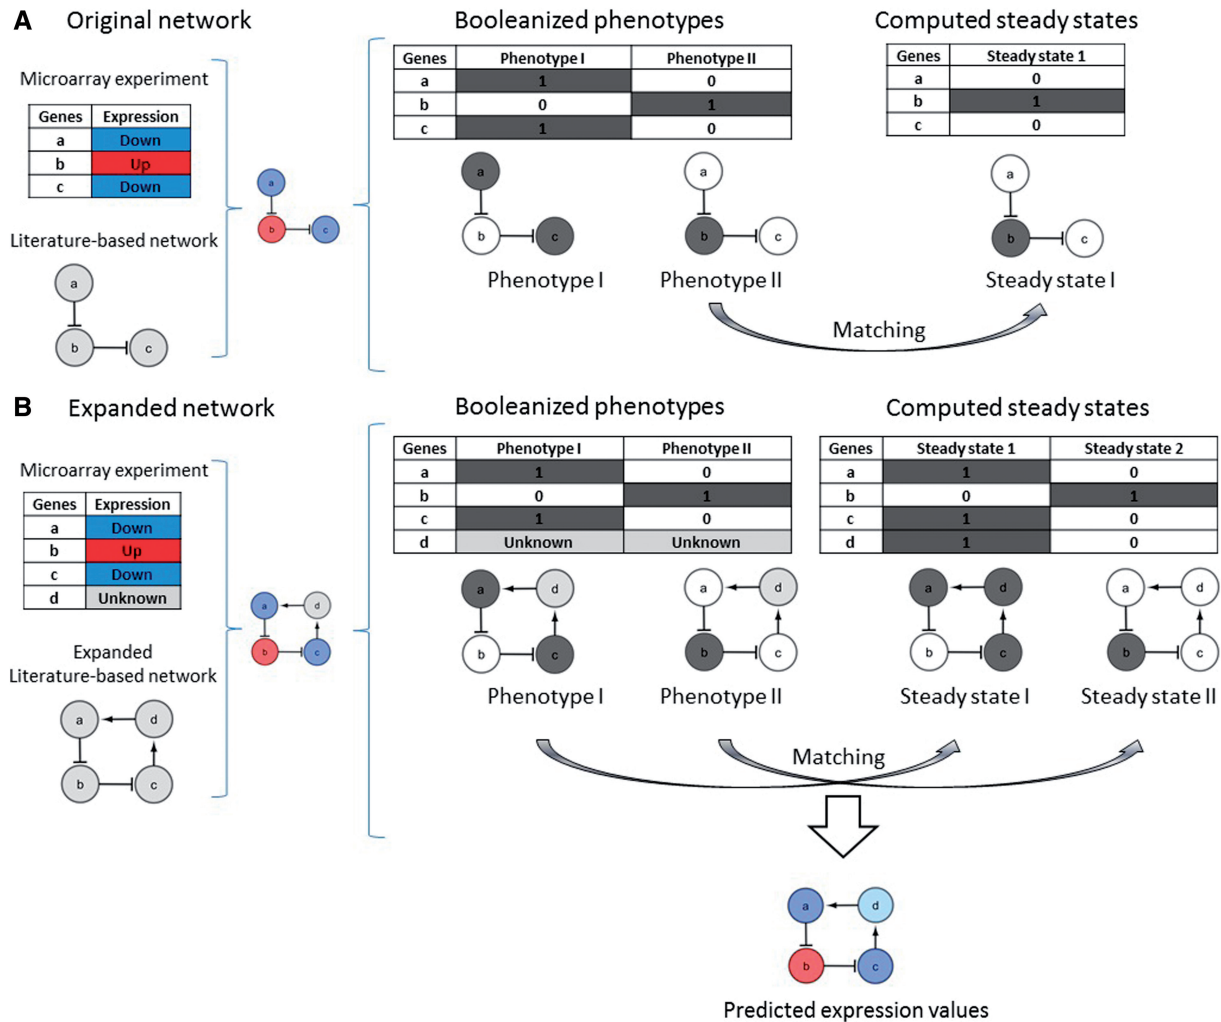 A Original network
Microarray experiment
Genes Expression
a Down
b Up
c Down
Literature-based network
a
b c
a
b c
Booleanized phenotypes
Genes Phenotype I Phenotype II
a 1 0
b 0 1
c 1 0
a
b c
Phenotype I
a
b c
Phenotype II
Computed steady states
Genes Steady state 1
a 0
b 1
c 0
a
b c
Steady state I
Matching
B Expanded network
Microarray experiment
Genes Expression
a Down
b Up
c Down
d Unknown
Expanded
Literature-based network
a d
b c
a d
b c
Booleanized phenotypes
Genes Phenotype I Phenotype II
a 1 0
b 0 1
c 1 0
d Unknown Unknown
a d
b c
Phenotype I
a d
b c
Phenotype II
Computed steady states
Genes Steady state 1 Steady state 2
a 1 0
b 0 1
c 1 0
d 1 0
a d
b c
Steady state I
a d
b c
Steady state II
Matching
a d
b c
Predicted expression values